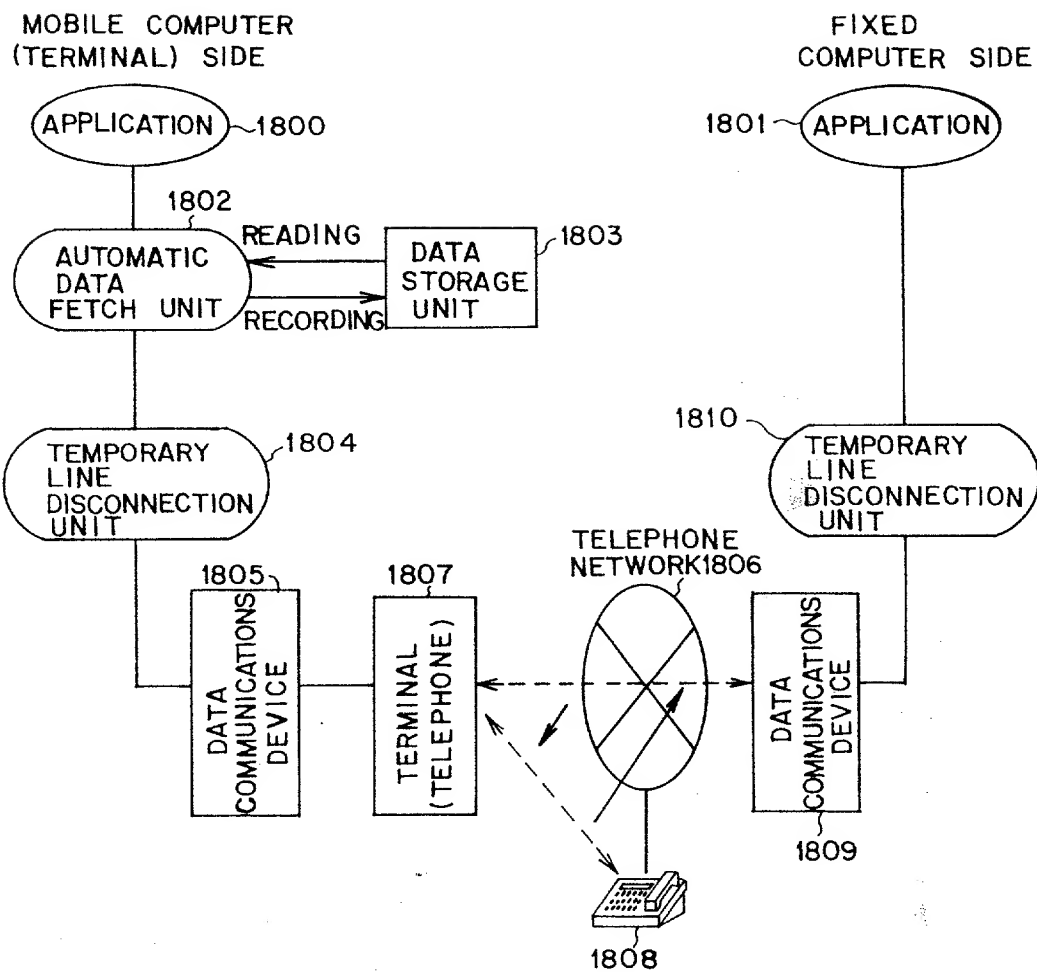 MOBILE COMPUTER
(TERMINAL) SIDE
FIXED
COMPUTER SIDE
APPLICATION
1800
1801
APPLICATION
1802
AUTOMATIC
DATA
FETCH UNIT
READING
RECORDING
DATA
STORAGE
UNIT
1803
TEMPORARY
LINE
DISCONNECTION
UNIT
1804
1810
TEMPORARY
LINE
DISCONNECTION
UNIT
TELEPHONE
NETWORK1806
1805
DATA
COMMUNICATIONS
DEVICE
1807
TERMINAL
(TELEPHONE)
DATA
COMMUNICATIONS
DEVICE
1809
1808